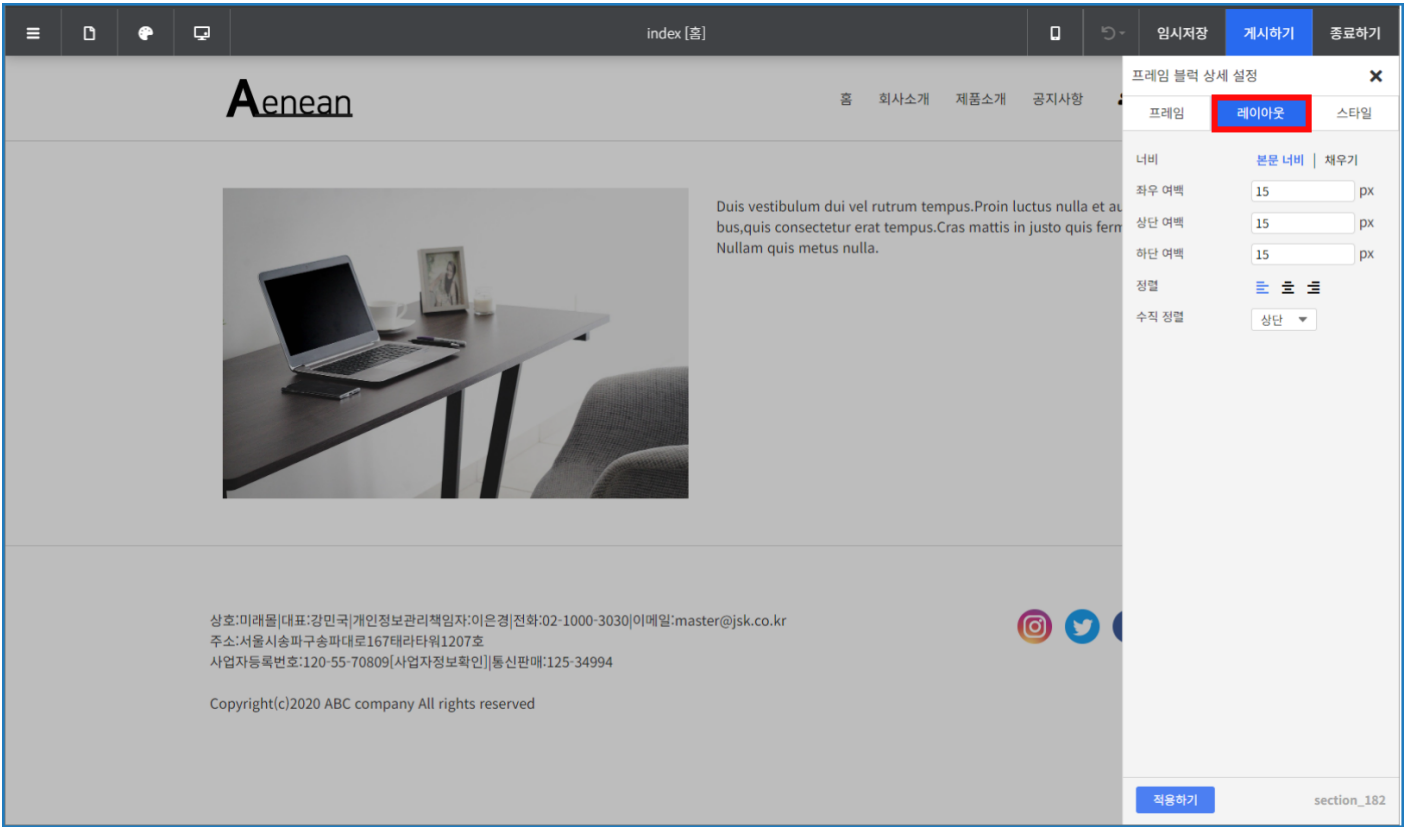 index [홈]
임시저장
게시하기
종료하기
Aenean
홈 회사소개 제품소개 공지사항
Duis vestibulum dui vel rutrum tempus.Proin luctus nulla et au
bus,quis consectetur erat tempus.Cras mattis in justo quis ferm
Nullam quis metus nulla.
상호:미래몰|대표:강민국|개인정보관리책임자:이은경|전화:02-1000-3030|이메일:master@jsk.co.kr
주소:서울시송파구송파대로167테라타워1207호
사업자등록번호:120-55-70809[사업자정보확인]|통신판매:125-34994
Copyright(c)2020 ABC company All rights reserved
프레임 블럭 상세 설정
프레임 레이아웃 스타일
너비 본문 너비 | 채우기
좌우 여백 15 px
상단 여백 15 px
하단 여백 15 px
정렬
수직 정렬 상단
적용하기 section_182